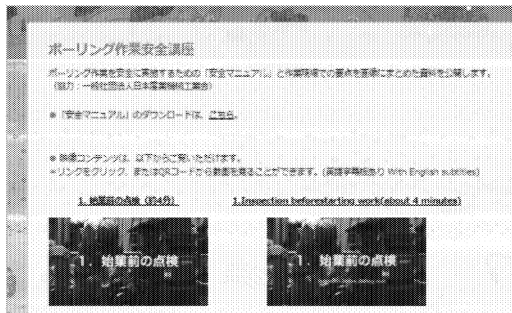 ボーリング作業安全講座
ボーリング作業を安全に実施するための「安全マニュアル」と作業現場での要点を動画にまとめた資料を公開します。
（協力：一般社団法人日本産業機械工業会）
● 「安全マニュアル」のダウンロードは、こちら。
● 映像コンテンツは、以下からご覧いただけます。
＝リンクをクリック、またはQRコードから動画を見ることができます。(英語字幕版あり With English subtitles)
1. 始業前の点検（約4分） 1.Inspection beforestarting work(about 4 minutes)
1. 始業前の点検 1. 始業前の点検